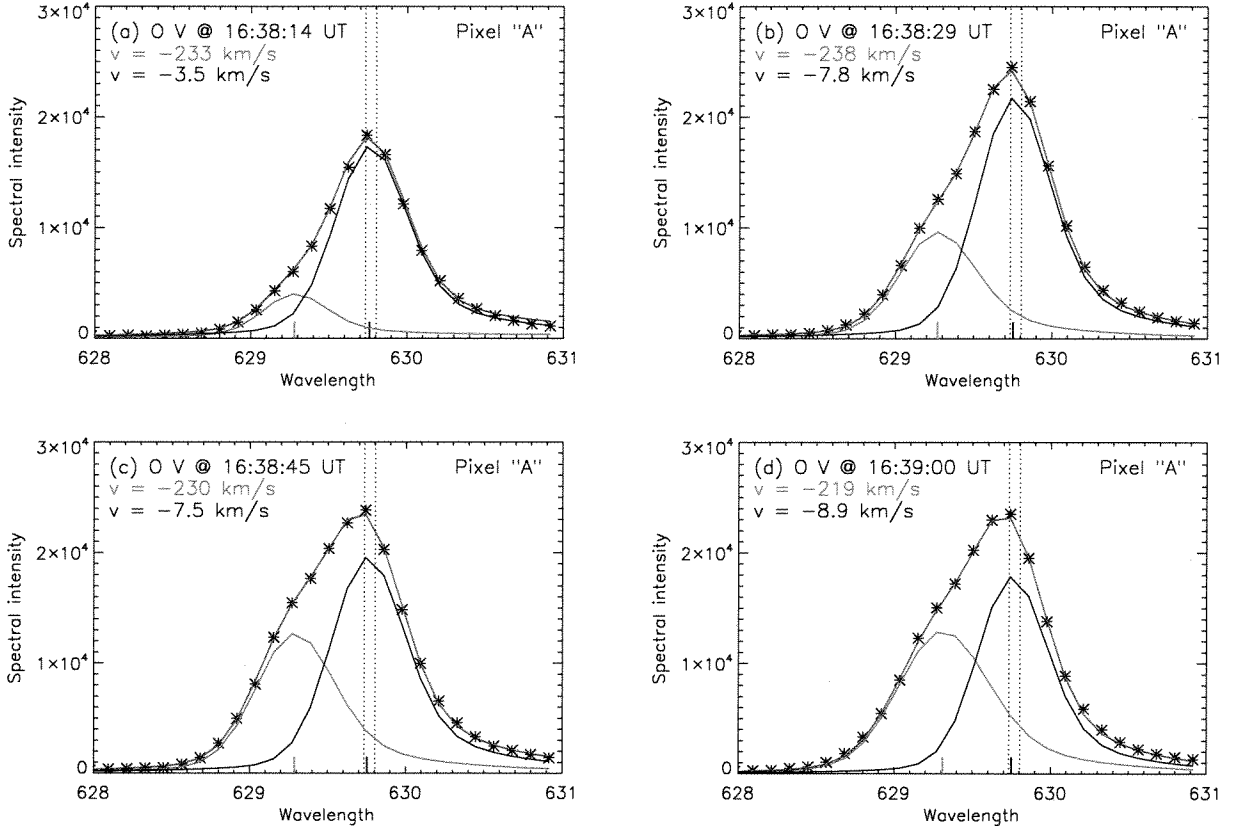 (a) O V @ 16:38:14 UT Pixel "A"
v = −233 km/s
v = −3.5 km/s
3×10⁴
2×10⁴
1×10⁴
0
Spectral intensity
628 629 630 631
Wavelength
(b) O V @ 16:38:29 UT Pixel "A"
v = −238 km/s
v = −7.8 km/s
3×10⁴
2×10⁴
1×10⁴
0
Spectral intensity
628 629 630 631
Wavelength
(c) O V @ 16:38:45 UT Pixel "A"
v = −230 km/s
v = −7.5 km/s
3×10⁴
2×10⁴
1×10⁴
0
Spectral intensity
628 629 630 631
Wavelength
(d) O V @ 16:39:00 UT Pixel "A"
v = −219 km/s
v = −8.9 km/s
3×10⁴
2×10⁴
1×10⁴
0
Spectral intensity
628 629 630 631
Wavelength